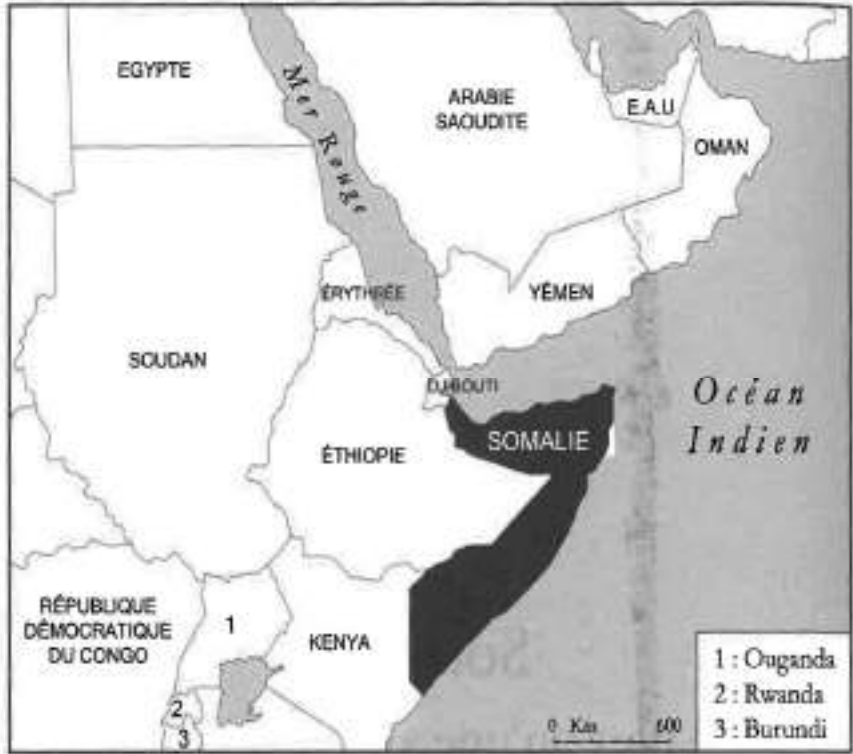 EGYPTE
Mer Rouge
ARABIE
SAOUDITE
E.A.U
OMAN
ÉRYTHRÉE
YÉMEN
SOUDAN
DJIBOUTI
Océan
Indien
SOMALIE
ÉTHIOPIE
RÉPUBLIQUE
DÉMOCRATIQUE
DU CONGO
1
KENYA
2
3
0 Km 600
1 : Ouganda
2 : Rwanda
3 : Burundi